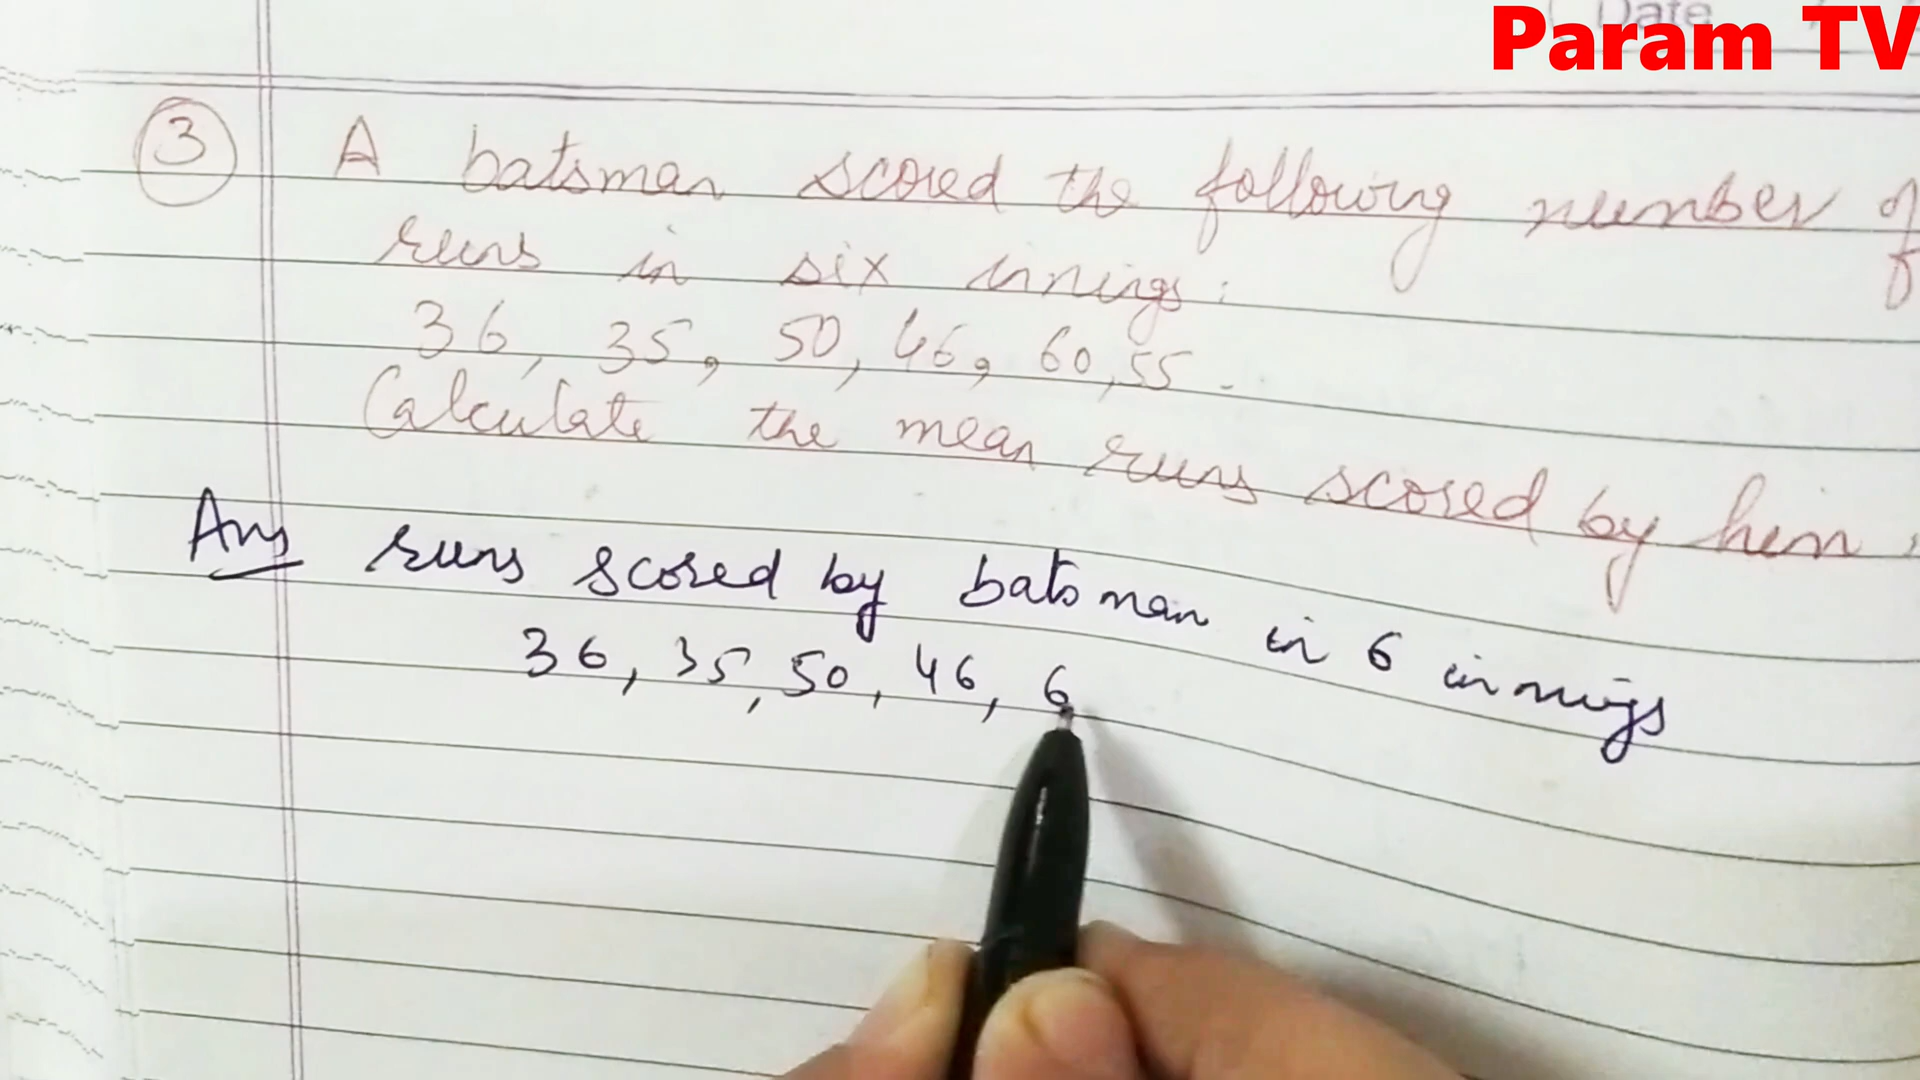 Date
Param TV
3 A batsman scored the following number of
runs in six innings:
36, 35, 50, 46, 60, 55.
Calculate the mean runs scored by him.
Ans runs scored by batsman in 6 innings
36, 35, 50, 46, 6